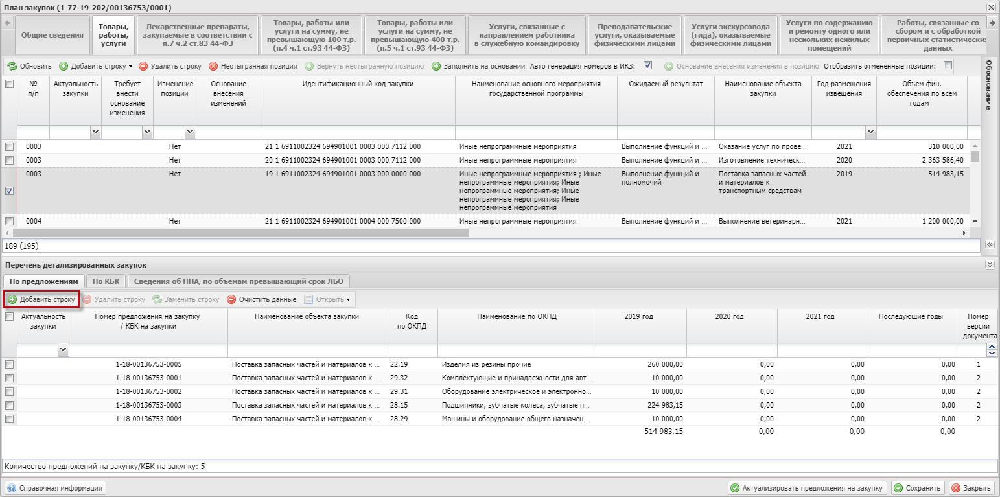 План закупок (1-77-19-202/00136753/0001)
Общие сведения
Товары,
работы,
услуги
Лекарственные препараты,
закупаемые в соответствии с
п.7 ч.2 ст.83 44-ФЗ
Товары, работы или
услуги на сумму, не
превышающую 100 т.р.
(п.4 ч.1 ст.93 44-ФЗ)
Товары, работы или
услуги на сумму, не
превышающую 400 т.р.
(п.5 ч.1 ст.93 44-ФЗ)
Услуги, связанные с
направлением работника
в служебную командировку
Преподавательские
услуги, оказываемые
физическими лицами
Услуги экскурсовода
(гида), оказываемые
физическими лицами
Услуги по содержанию
и ремонту одного или
нескольких нежилых
помещений
Работы, связанные со
сбором и с обработкой
первичных статистических
данных
Обновить Добавить строку Удалить строку Неотыгранная позиция Вернуть неотыгранную позицию Заполнить на основании Авто генерация номеров в ИКЗ: Основание внесения изменения в позицию Отобразить отменённые позиции:
Обоснование
№
п/п
Актуальность
закупки
Требует
внести
основание
изменения
Изменение
позиции
Основание
внесения
изменений
Идентификационный код закупки
Наименование основного мероприятия
государственной программы
Ожидаемый результат
Наименование объекта
закупки
Год размещения
извещения
Объем фин.
обеспечения по всем
годам
0003 Нет 21 1 6911002324 694901001 0003 000 7112 000 Иные непрограммные мероприятия Выполнение функций и ... Оказание услуг по прове... 2021 310 000,00
0003 Нет 20 1 6911002324 694901001 0003 000 7112 000 Иные непрограммные мероприятия Выполнение функций и ... Изготовление техническ... 2020 2 363 586,40
0003 Нет 19 1 6911002324 694901001 0003 000 0000 000 Иные непрограммные мероприятия ; Иные Выполнение функций и Поставка запасных частей 2019 514 983,15
непрограммные мероприятия; Иные полномочий и материалов к
непрограммные мероприятия; Иные транспортным средствам
непрограммные мероприятия; Иные
непрограммные мероприятия
0004 Нет 21 1 6911002324 694901001 0004 000 7500 000 Иные непрограммные мероприятия Выполнение функций и ... Выполнение ветеринарн... 2021 1 200 000,00
189 (195)
Перечень детализированных закупок
По предложениям По КБК Сведения об НПА, по объемам превышающий срок ЛБО
Добавить строку Удалить строку Заменить строку Очистить данные Открыть
Актуальность
закупки
Номер предложения на закупку
/ КБК на закупки
Наименование объекта закупки
Код
по ОКПД
Наименование по ОКПД
2019 год
2020 год
2021 год
Последующие годы
Номер
версии
документа
1-18-00136753-0005 Поставка запасных частей и материалов к ... 22.19 Изделия из резины прочие 260 000,00 0,00 0,00 0,00 1
1-18-00136753-0001 Поставка запасных частей и материалов к ... 29.32 Комплектующие и принадлежности для авт... 10 000,00 0,00 0,00 0,00 2
1-18-00136753-0002 Поставка запасных частей и материалов к ... 29.31 Оборудование электрическое и электронно... 10 000,00 0,00 0,00 0,00 2
1-18-00136753-0003 Поставка запасных частей и материалов к ... 28.15 Подшипники, зубчатые колеса, зубчатые п... 224 983,15 0,00 0,00 0,00 2
1-18-00136753-0004 Поставка запасных частей и материалов к ... 28.29 Машины и оборудование общего назначен... 10 000,00 0,00 0,00 0,00 2
514 983,15 0,00 0,00 0,00
Количество предложений на закупку/КБК на закупку: 5
Справочная информация Актуализировать предложения на закупку Сохранить Закрыть